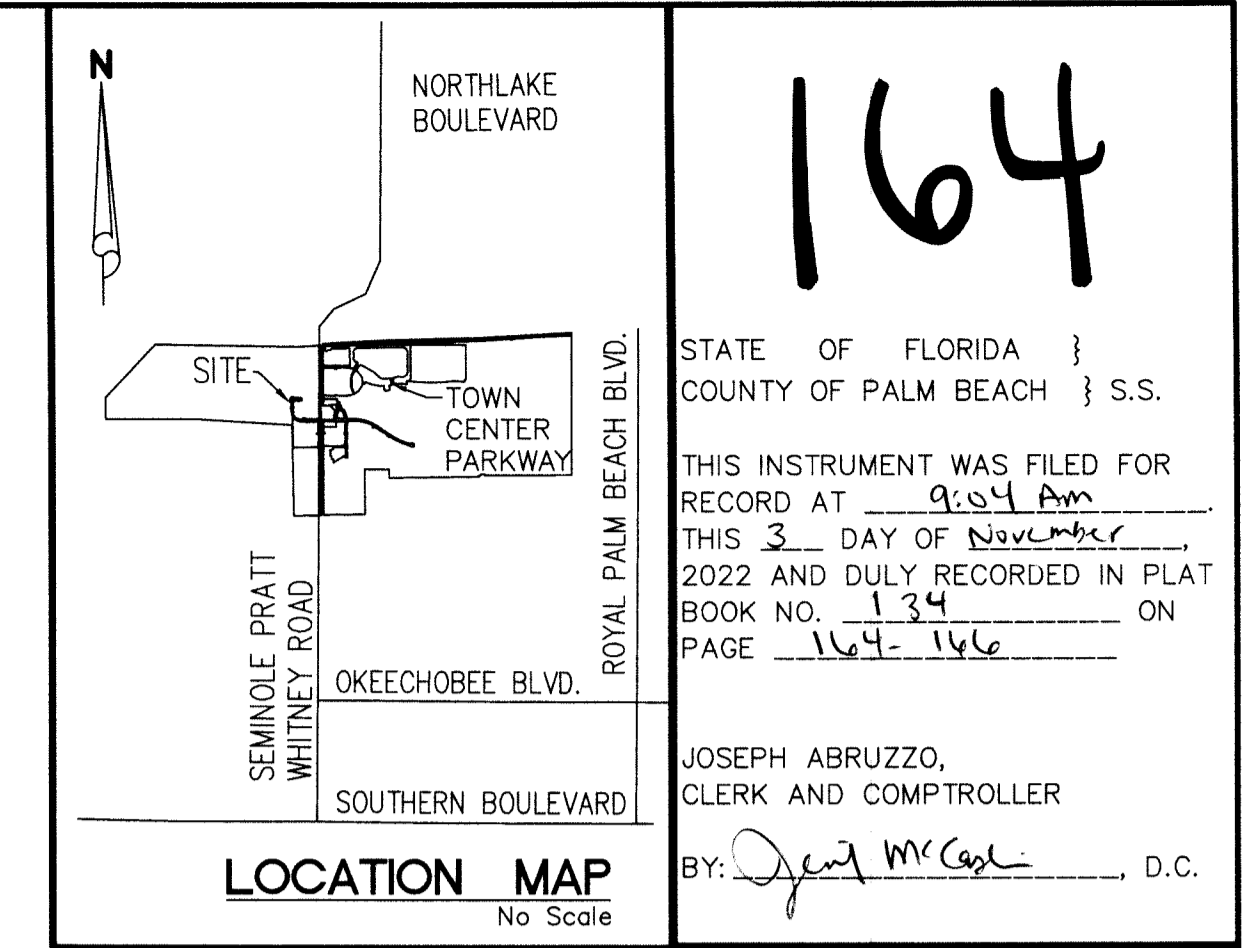 N
NORTHLAKE
BOULEVARD
SITE
TOWN
CENTER
PARKWAY
ROYAL PALM BEACH BLVD.
SEMINOLE PRATT
WHITNEY ROAD
OKEECHOBEE BLVD.
SOUTHERN BOULEVARD
LOCATION MAP
No Scale
164
STATE OF FLORIDA }
COUNTY OF PALM BEACH } S.S.
THIS INSTRUMENT WAS FILED FOR
RECORD AT 9:04 Am.
THIS 3 DAY OF November,
2022 AND DULY RECORDED IN PLAT
BOOK NO. 134 ON
PAGE 164-166
JOSEPH ABRUZZO,
CLERK AND COMPTROLLER
BY: , D.C.